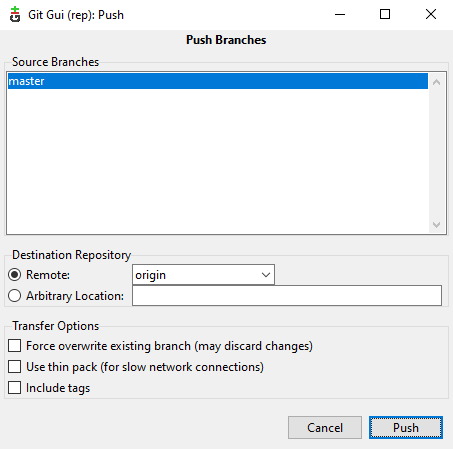 Git Gui (rep): Push
Push Branches
Source Branches
master
Destination Repository
Remote: origin
Arbitrary Location:
Transfer Options
Force overwrite existing branch (may discard changes)
Use thin pack (for slow network connections)
Include tags
Cancel Push